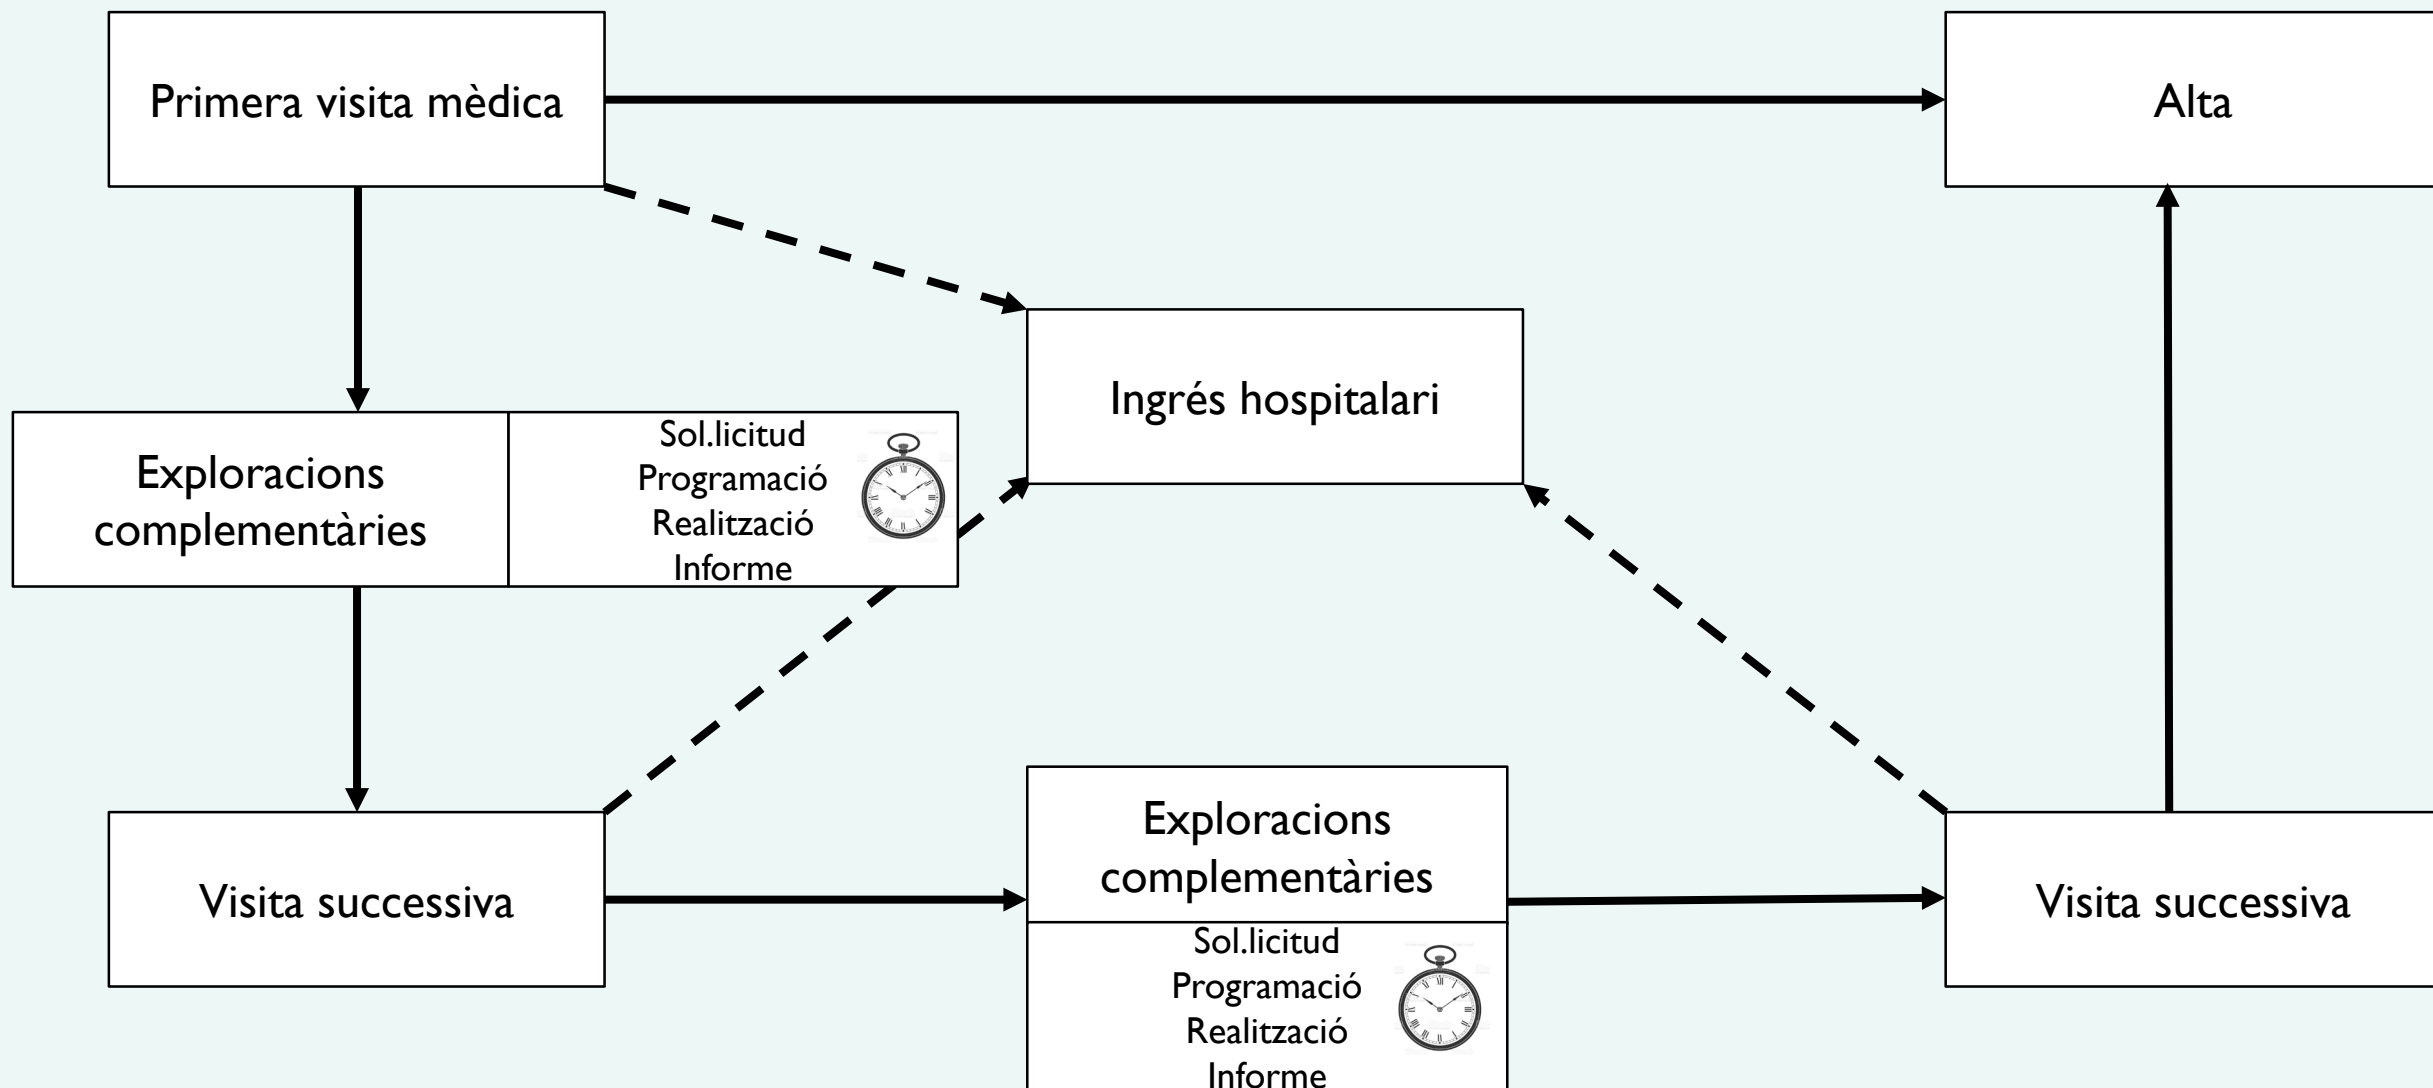 Primera visita mèdica
Alta
Ingrés hospitalari
Exploracions
complementàries
Sol.licitud
Programació
Realització
Informe
Visita successiva
Exploracions
complementàries
Sol.licitud
Programació
Realització
Informe
Visita successiva